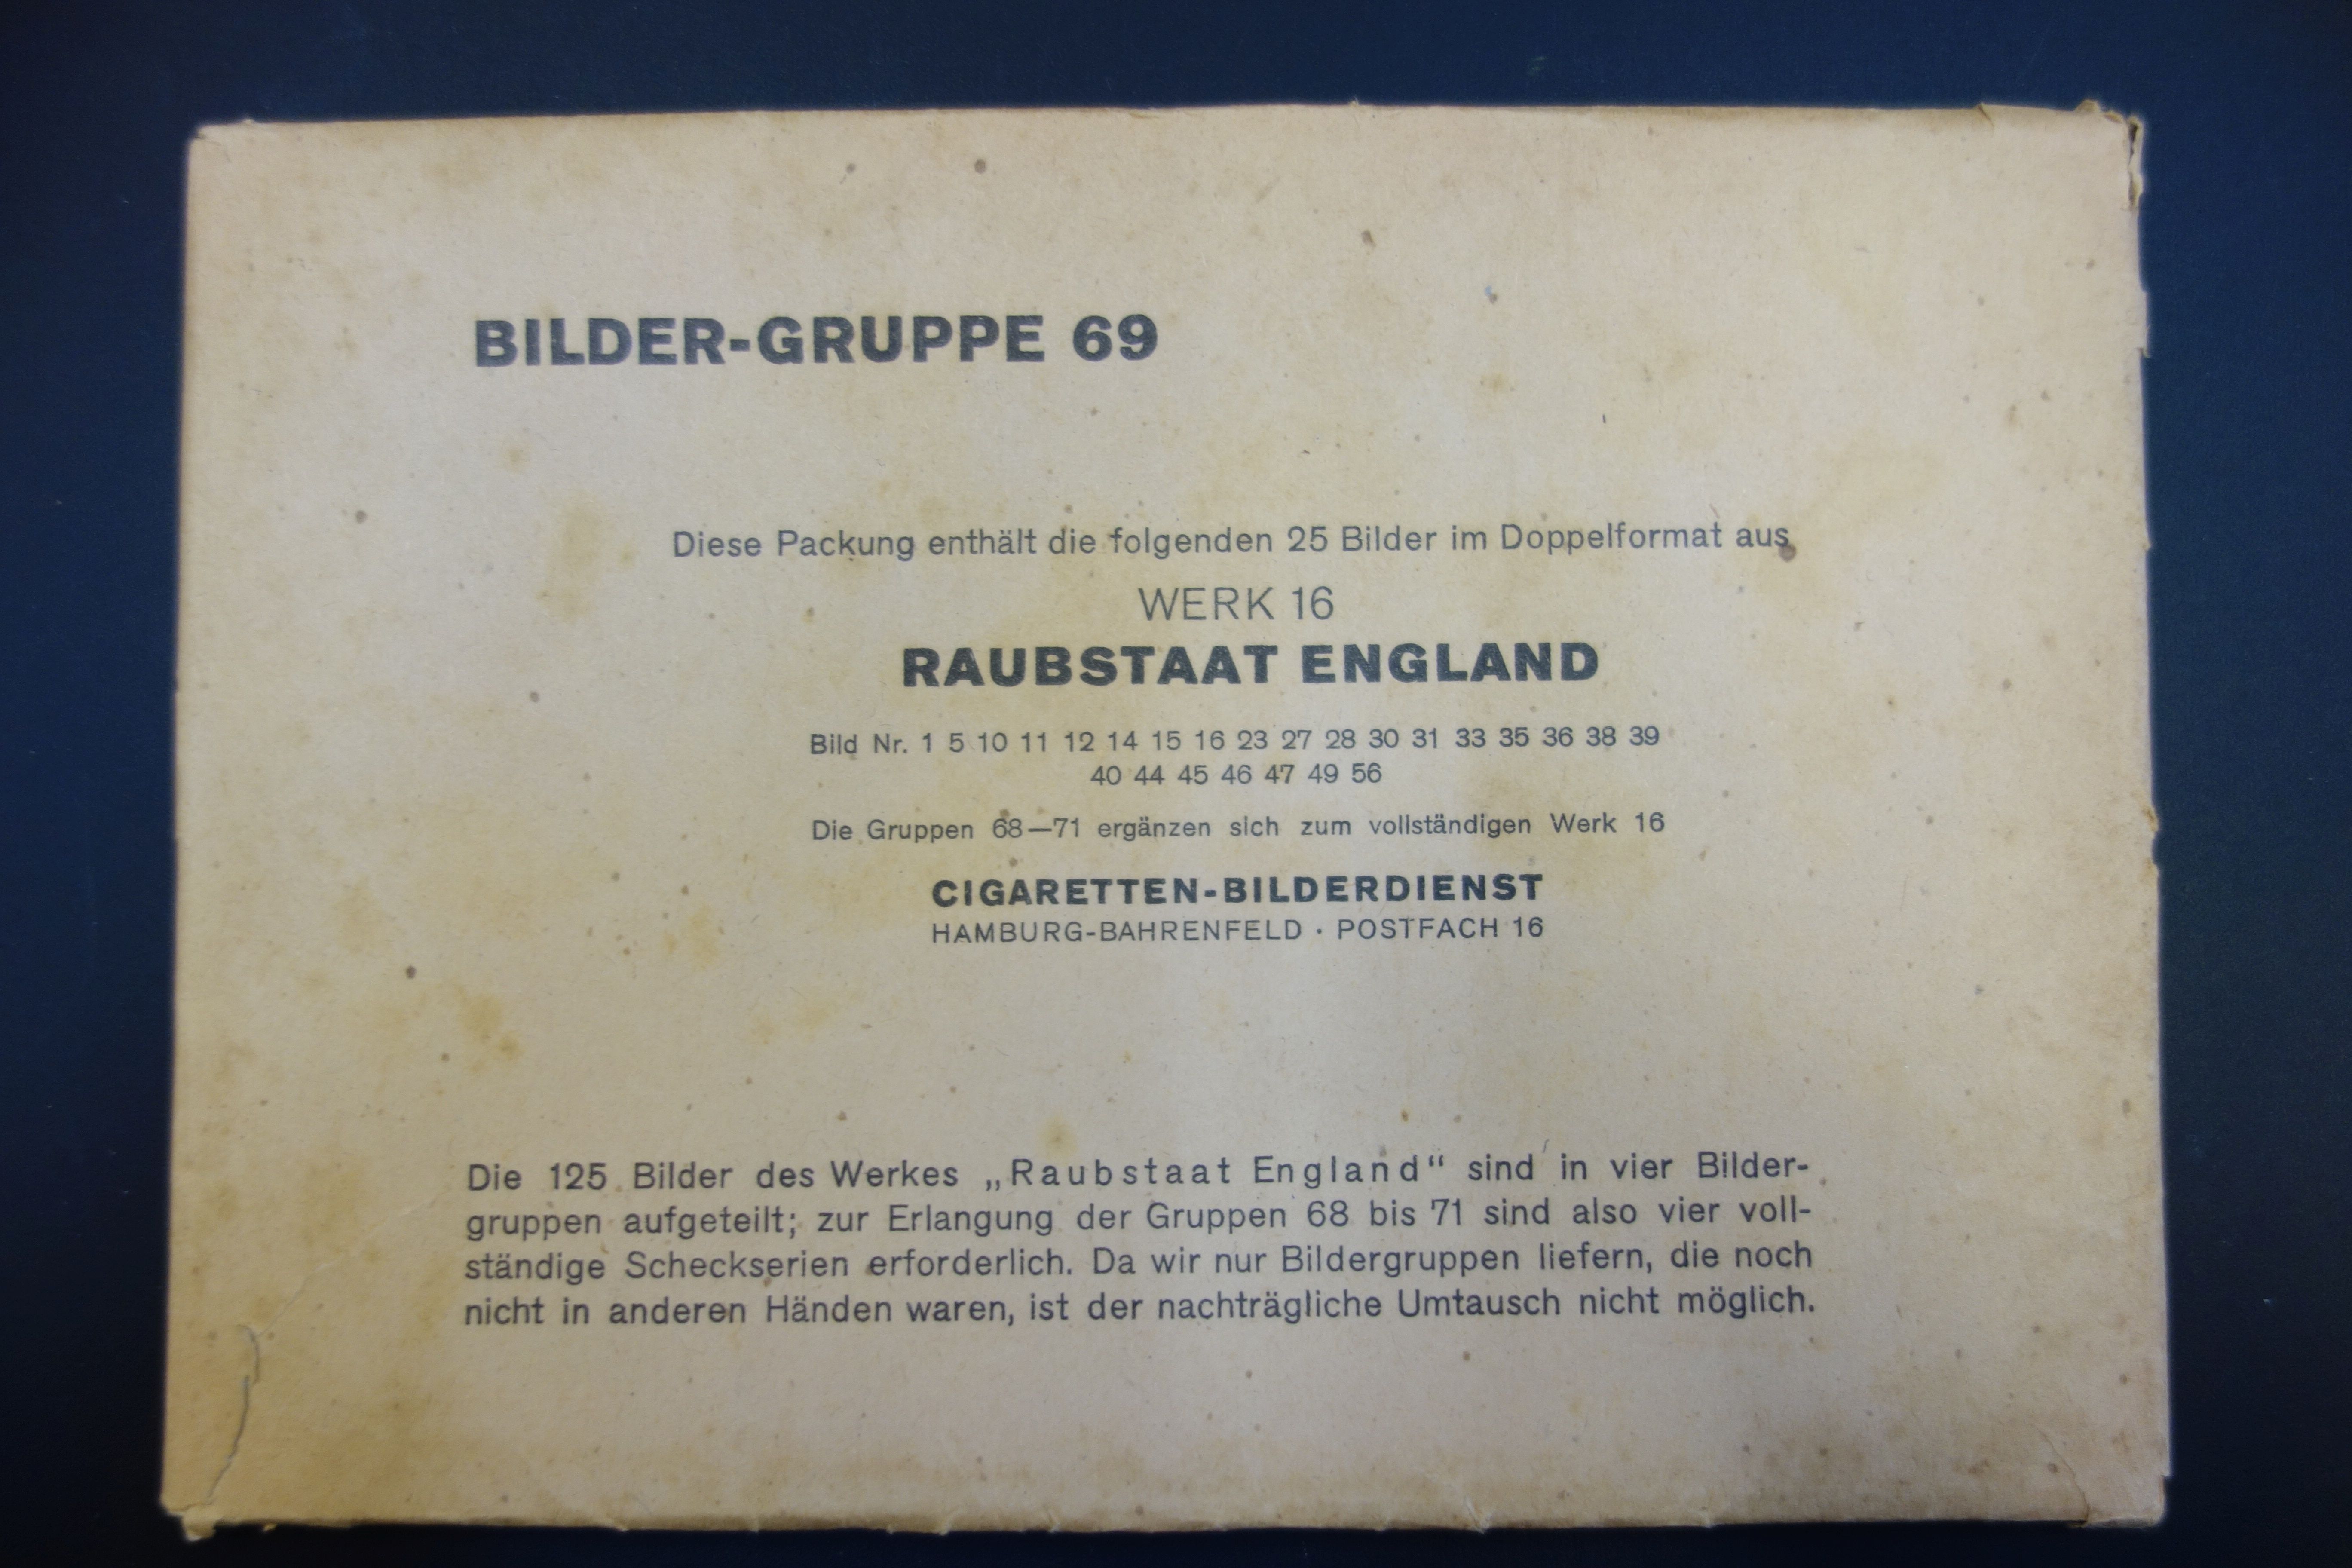 BILDER-GRUPPE 69
Diese Packung enthält die folgenden 25 Bilder im Doppelformat aus
WERK 16
RAUBSTAAT ENGLAND
Bild Nr. 1 5 10 11 12 14 15 16 23 27 28 30 31 33 35 36 38 39
40 44 45 46 47 49 56
Die Gruppen 68—71 ergänzen sich zum vollständigen Werk 16
CIGARETTEN-BILDERDIENST
HAMBURG-BAHRENFELD · POSTFACH 16
Die 125 Bilder des Werkes „Raubstaat England“ sind in vier Bilder-
gruppen aufgeteilt; zur Erlangung der Gruppen 68 bis 71 sind also vier voll-
ständige Scheckserien erforderlich. Da wir nur Bildergruppen liefern, die noch
nicht in anderen Händen waren, ist der nachträgliche Umtausch nicht möglich.